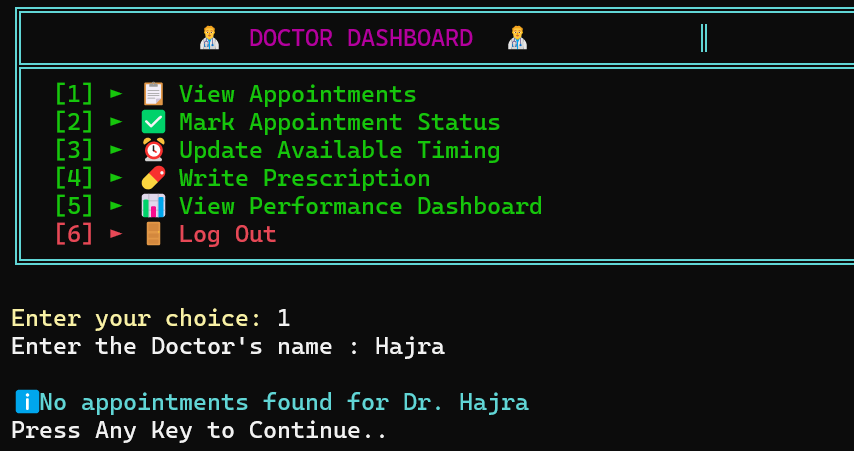 👨‍⚕️ DOCTOR DASHBOARD 👨‍⚕️ ║
[1] ► 📋 View Appointments
[2] ► ✅ Mark Appointment Status
[3] ► ⏰ Update Available Timing
[4] ► 💊 Write Prescription
[5] ► 📊 View Performance Dashboard
[6] ► 🚪 Log Out
Enter your choice: 1
Enter the Doctor's name : Hajra
ℹ️No appointments found for Dr. Hajra
Press Any Key to Continue..